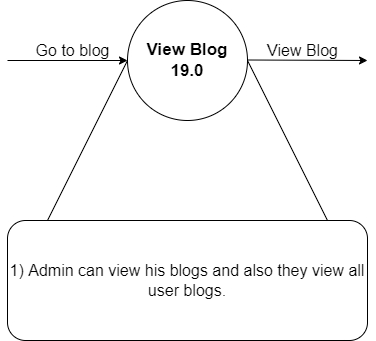 Go to blog
View Blog
19.0
View Blog
1) Admin can view his blogs and also they view all
user blogs.